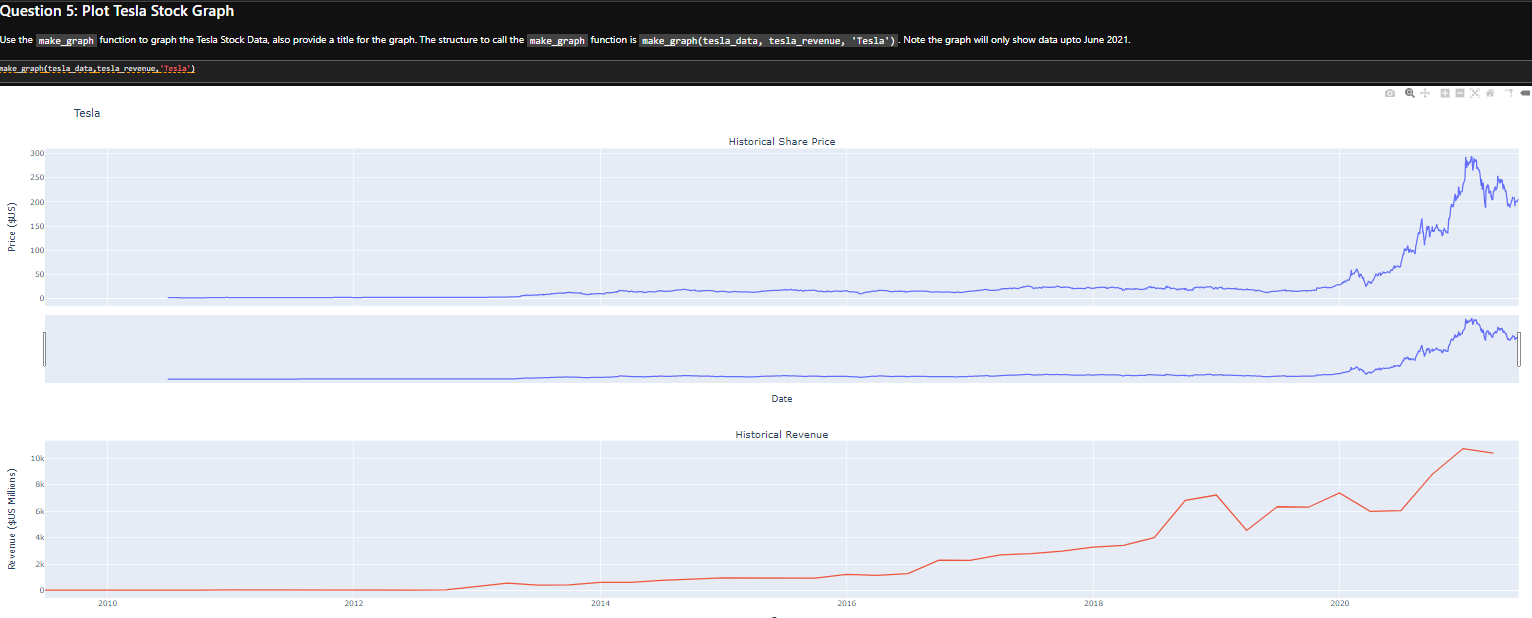 Question 5: Plot Tesla Stock Graph
Use the make_graph function to graph the Tesla Stock Data, also provide a title for the graph. The structure to call the make_graph function is make_graph(tesla_data, tesla_revenue, 'Tesla'). Note the graph will only show data upto June 2021.
make_graph(tesla_data,tesla_revenue,'Tesla')
Tesla
Historical Share Price
Price ($US)
300
250
200
150
100
50
0
Date
Historical Revenue
Revenue ($US Millions)
10k
8k
6k
4k
2k
0
2010 2012 2014 2016 2018 2020